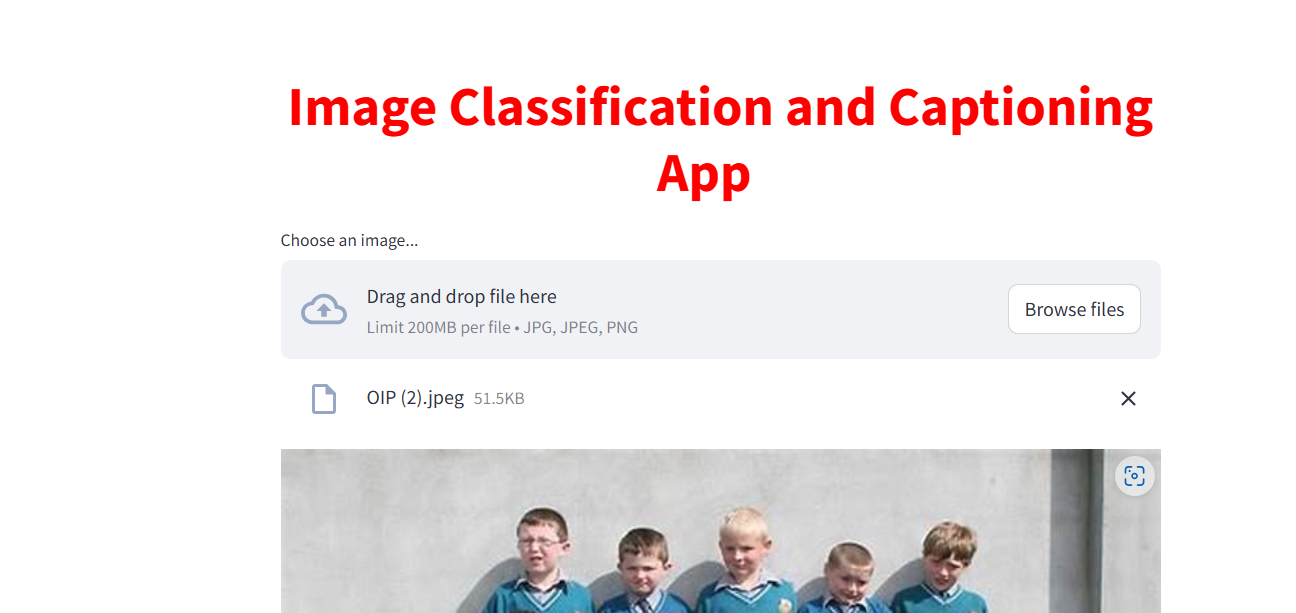 Image Classification and Captioning
App
Choose an image...
Drag and drop file here
Limit 200MB per file • JPG, JPEG, PNG
Browse files
OIP (2).jpeg 51.5KB